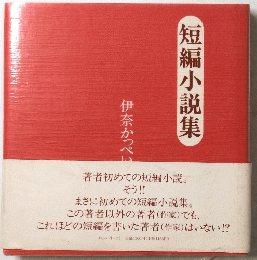 短編小説集
伊奈かっぺい
著者初めての短編小説。
そう!!
まさに初めての短編小説集。
この著者以外の著者(作家)でも、
これほどの短編を書いた著者(作家)はいない!?